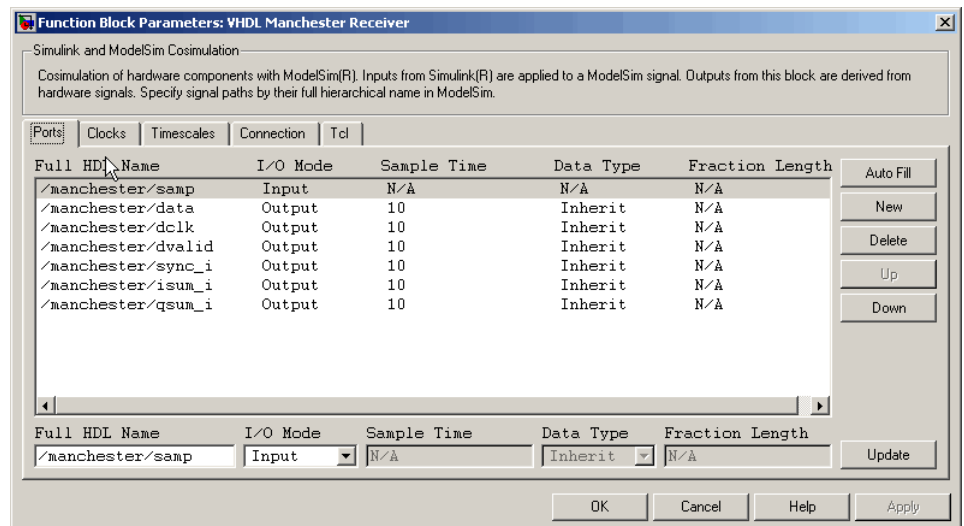 Function Block Parameters: VHDL Manchester Receiver
Simulink and ModelSim Cosimulation
Cosimulation of hardware components with ModelSim(R). Inputs from Simulink(R) are applied to a ModelSim signal. Outputs from this block are derived from
hardware signals. Specify signal paths by their full hierarchical name in ModelSim.
Ports Clocks Timescales Connection Tcl
Full HDL Name I/O Mode Sample Time Data Type Fraction Length
Auto Fill
/manchester/samp Input N/A N/A N/A
/manchester/data Output 10 Inherit N/A
New
/manchester/dclk Output 10 Inherit N/A
/manchester/dvalid Output 10 Inherit N/A
Delete
/manchester/sync_i Output 10 Inherit N/A
/manchester/isum_i Output 10 Inherit N/A
Up
/manchester/qsum_i Output 10 Inherit N/A
Down
Full HDL Name I/O Mode Sample Time Data Type Fraction Length
/manchester/samp Input N/A Inherit N/A Update
OK Cancel Help Apply